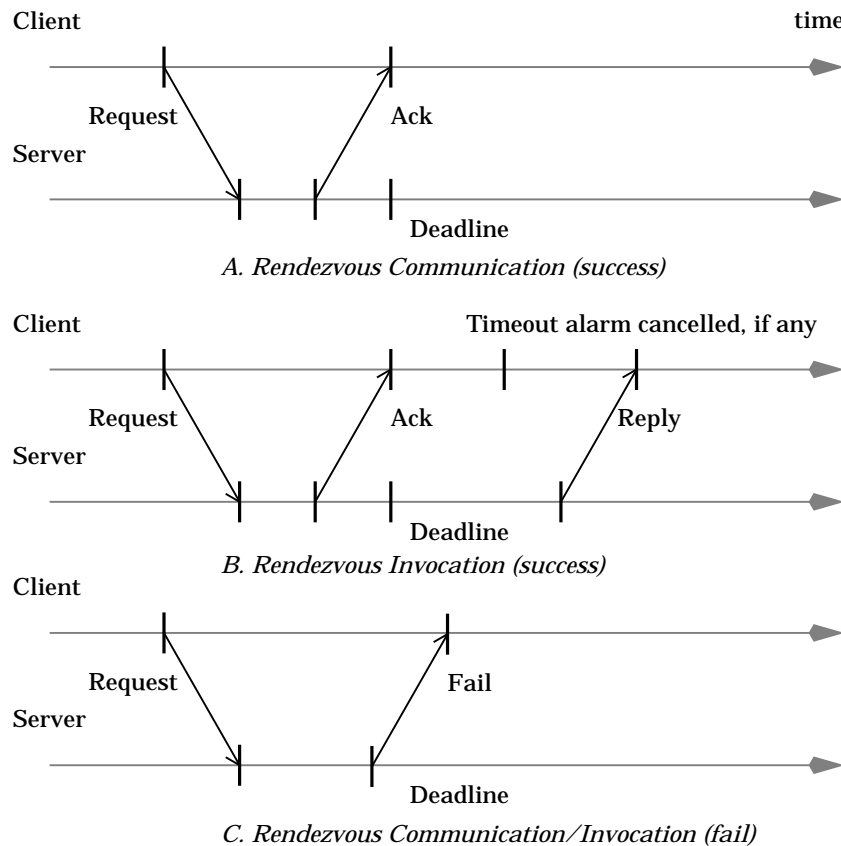 Client time
Request Ack
Server
Deadline
A. Rendezvous Communication (success)
Client Timeout alarm cancelled, if any
Request Ack Reply
Server
Deadline
B. Rendezvous Invocation (success)
Client
Request Fail
Server
Deadline
C. Rendezvous Communication/Invocation (fail)